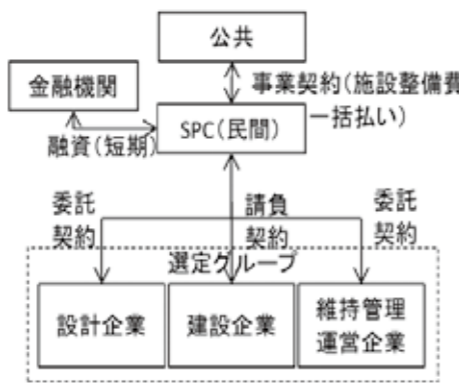 公共
金融機関
事業契約(施設整備費
一括払い)
SPC(民間)
融資(短期)
委託
契約
請負
契約
委託
契約
選定グループ
設計企業
建設企業
維持管理
運営企業